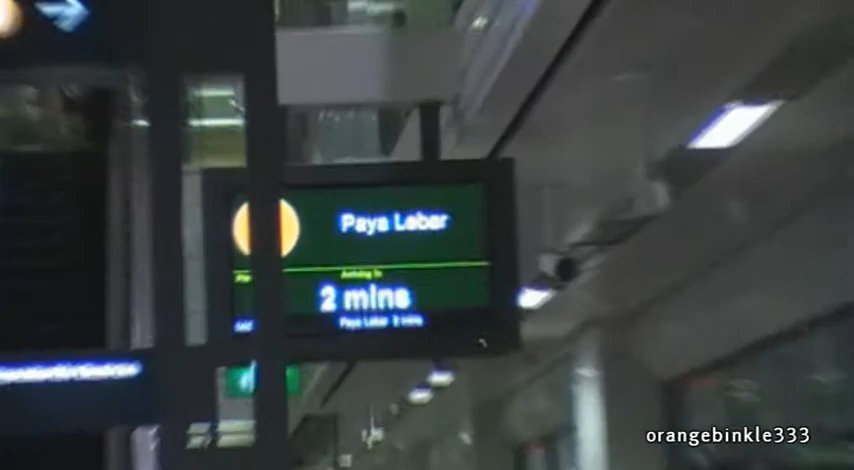 Paya Lebar
Arriving in
2 mins
Paya Lebar 2 mins
orangebinkle333